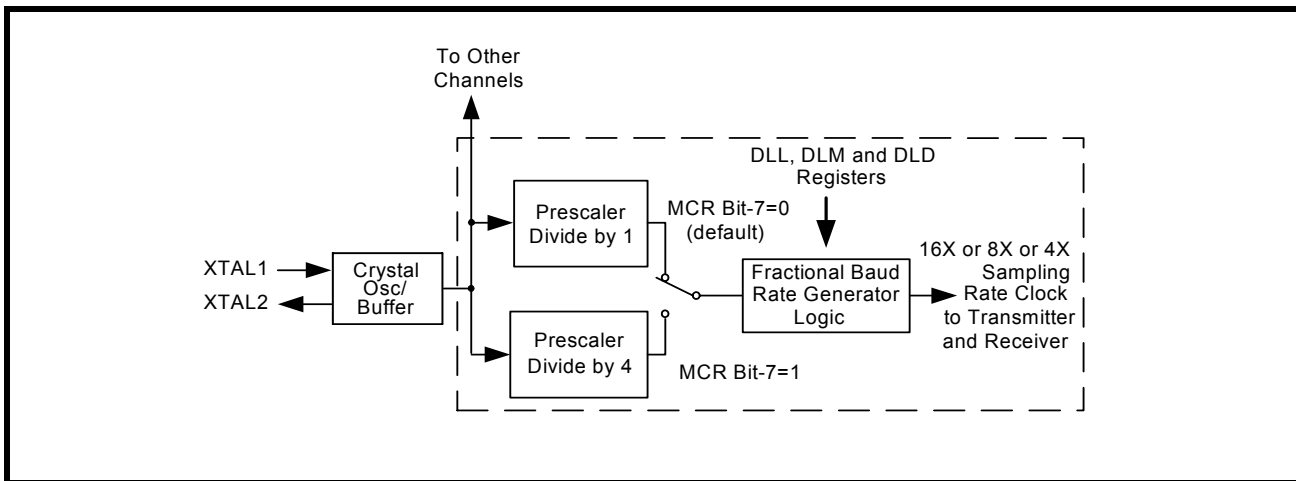 To Other
Channels
DLL, DLM and DLD
Registers
Prescaler
Divide by 1
MCR Bit-7=0
(default)
XTAL1
XTAL2
Crystal
Osc/
Buffer
Fractional Baud
Rate Generator
Logic
16X or 8X or 4X
Sampling
Rate Clock
to Transmitter
and Receiver
Prescaler
Divide by 4
MCR Bit-7=1